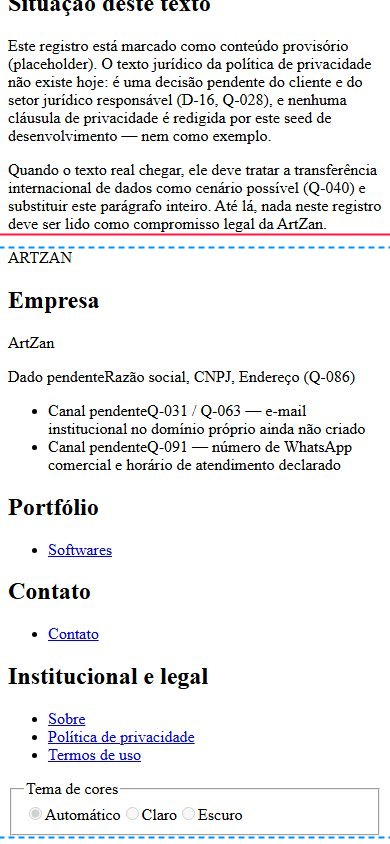 Situação deste texto
Este registro está marcado como conteúdo provisório
(placeholder). O texto jurídico da política de privacidade
não existe hoje: é uma decisão pendente do cliente e do
setor jurídico responsável (D-16, Q-028), e nenhuma
cláusula de privacidade é redigida por este seed de
desenvolvimento — nem como exemplo.
Quando o texto real chegar, ele deve tratar a transferência
internacional de dados como cenário possível (Q-040) e
substituir este parágrafo inteiro. Até lá, nada neste registro
deve ser lido como compromisso legal da ArtZan.
ARTZAN
Empresa
ArtZan
Dado pendenteRazão social, CNPJ, Endereço (Q-086)
Canal pendenteQ-031 / Q-063 — e-mail
institucional no domínio próprio ainda não criado
Canal pendenteQ-091 — número de WhatsApp
comercial e horário de atendimento declarado
Portfólio
Softwares
Contato
Contato
Institucional e legal
Sobre
Política de privacidade
Termos de uso
Tema de cores
Automático Claro Escuro